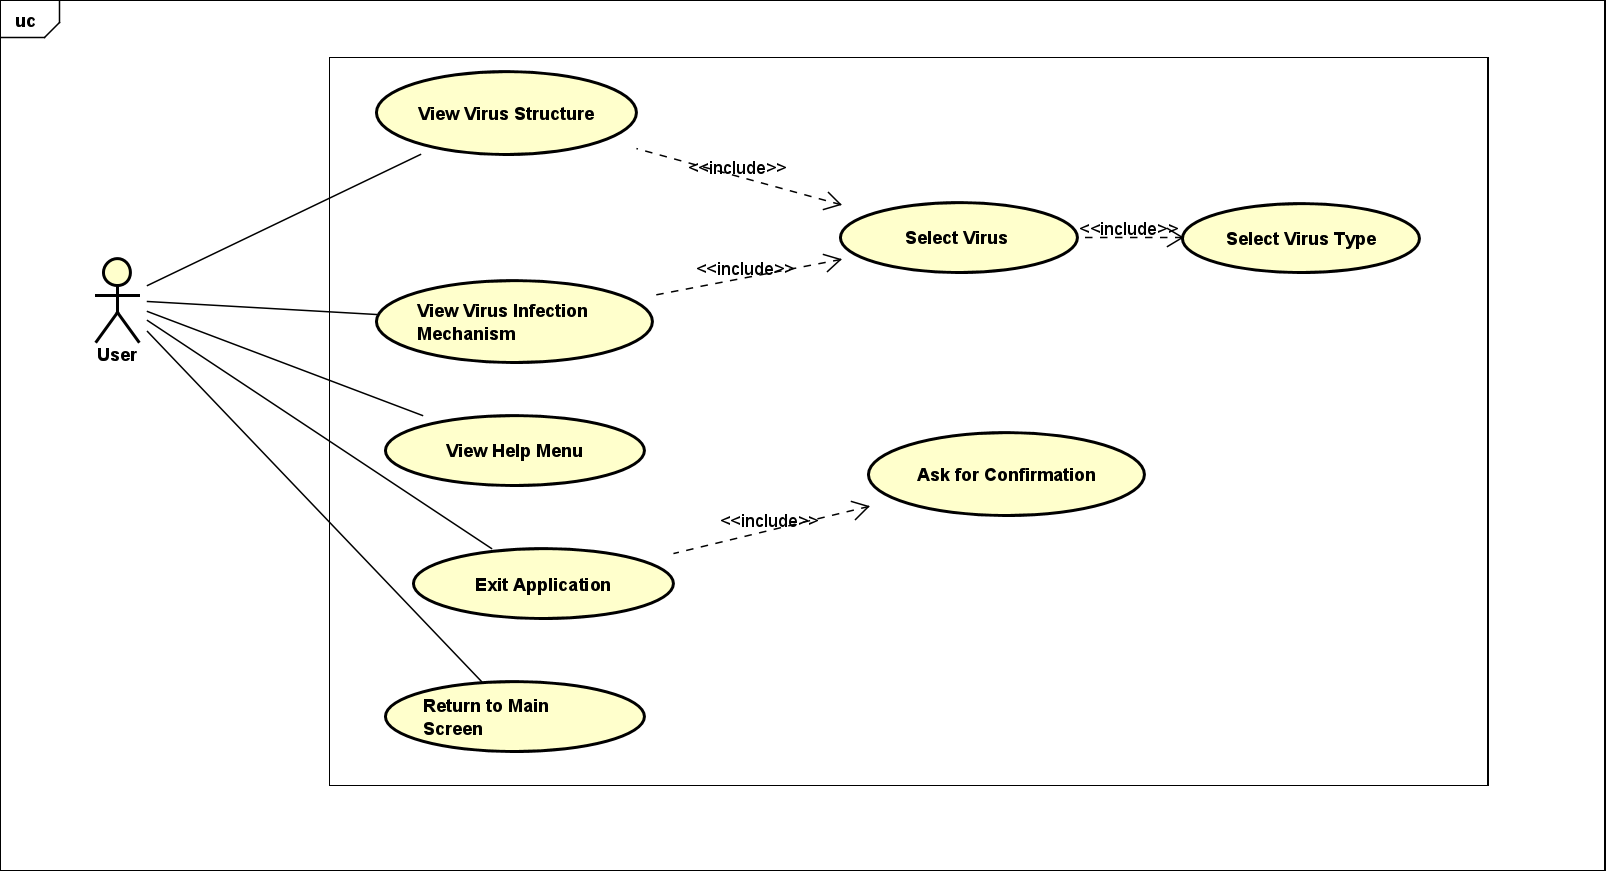 uc
View Virus Structure
<<include>>
Select Virus
<<include>>
Select Virus Type
<<include>>
View Virus Infection
Mechanism
User
View Help Menu
Ask for Confirmation
<<include>>
Exit Application
Return to Main
Screen